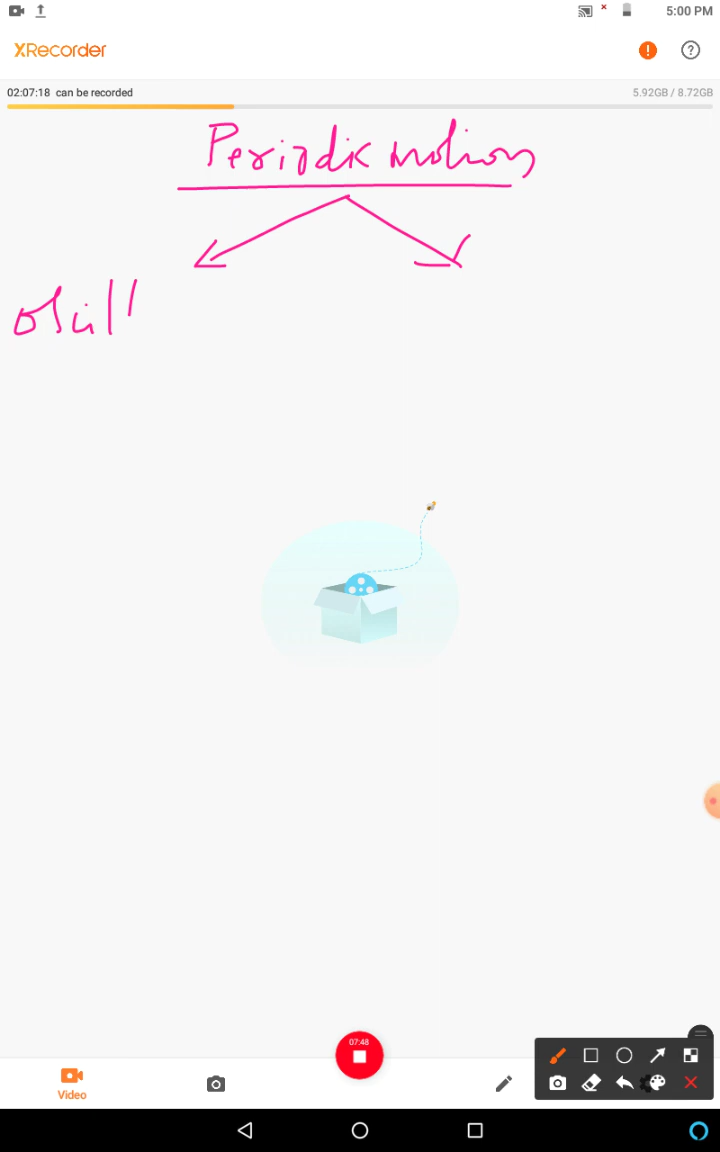 5:00 PM
XRecorder
02:07:18 can be recorded
5.92GB / 8.72GB
Periodic motion
Oscill
07:48
Video